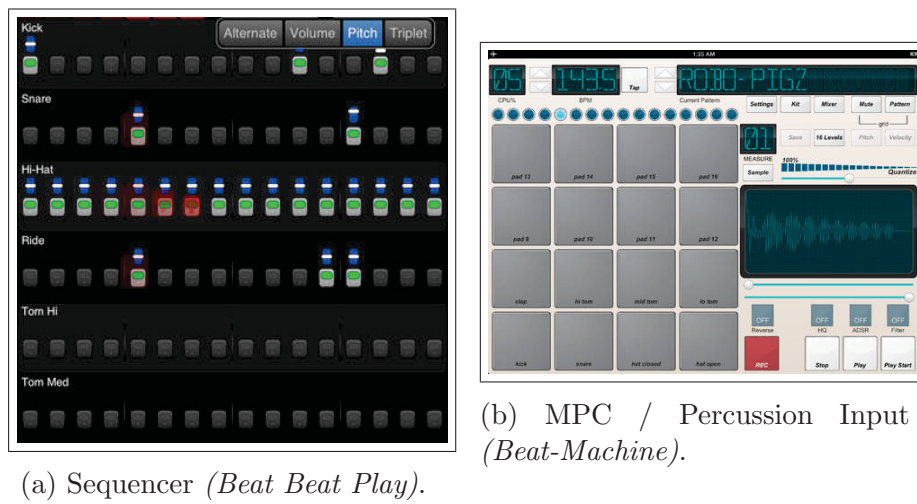 Kick
Alternate Volume Pitch Triplet
Snare
Hi-Hat
Ride
Tom Hi
Tom Med
(a) Sequencer (Beat Beat Play).
1:35 AM
05 143.5 Tap ROBO-PIGZ
CPU% BPM Current Pattern
Settings Kit Mixer Mute Pattern
grid
01 Save 16 Levels Pitch Velocity
MEASURE 100%
Sample Quantize
pad 13 pad 14 pad 15 pad 16
pad 9 pad 10 pad 11 pad 12
clap hi tom mid tom lo tom
OFF OFF OFF OFF
Reverse HQ ADSR Filter
kick snare hat closed hat open
REC Stop Play Play Start
(b) MPC / Percussion Input
(Beat-Machine).